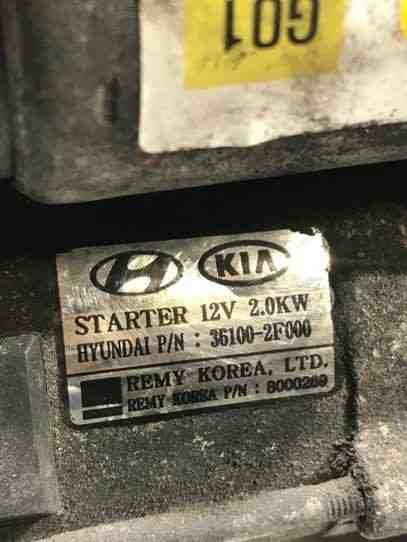 G01
KIA
STARTER 12V 2.0KW
HYUNDAI P/N : 36100-2F000
REMY KOREA, LTD.
REMY KOREA P/N : 8000269